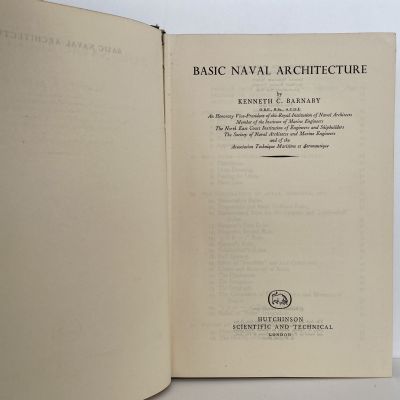 BASIC NAVAL ARCHITECTURE
by
KENNETH C. BARNABY
O.B.E., B.Sc., A.C.G.I.
An Honorary Vice-President of the Royal Institution of Naval Architects
Member of the Institute of Marine Engineers
The North East Coast Institution of Engineers and Shipbuilders
The Society of Naval Architects and Marine Engineers
and of the
Association Technique Maritime et Aéronautique
HUTCHINSON
SCIENTIFIC AND TECHNICAL
LONDON